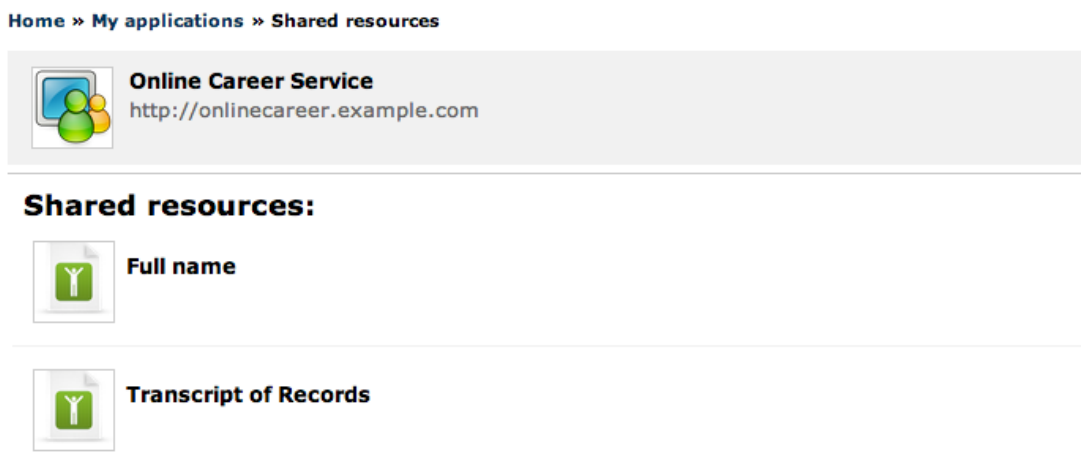 Home » My applications » Shared resources
Online Career Service
http://onlinecareer.example.com
Shared resources:
Full name
Transcript of Records